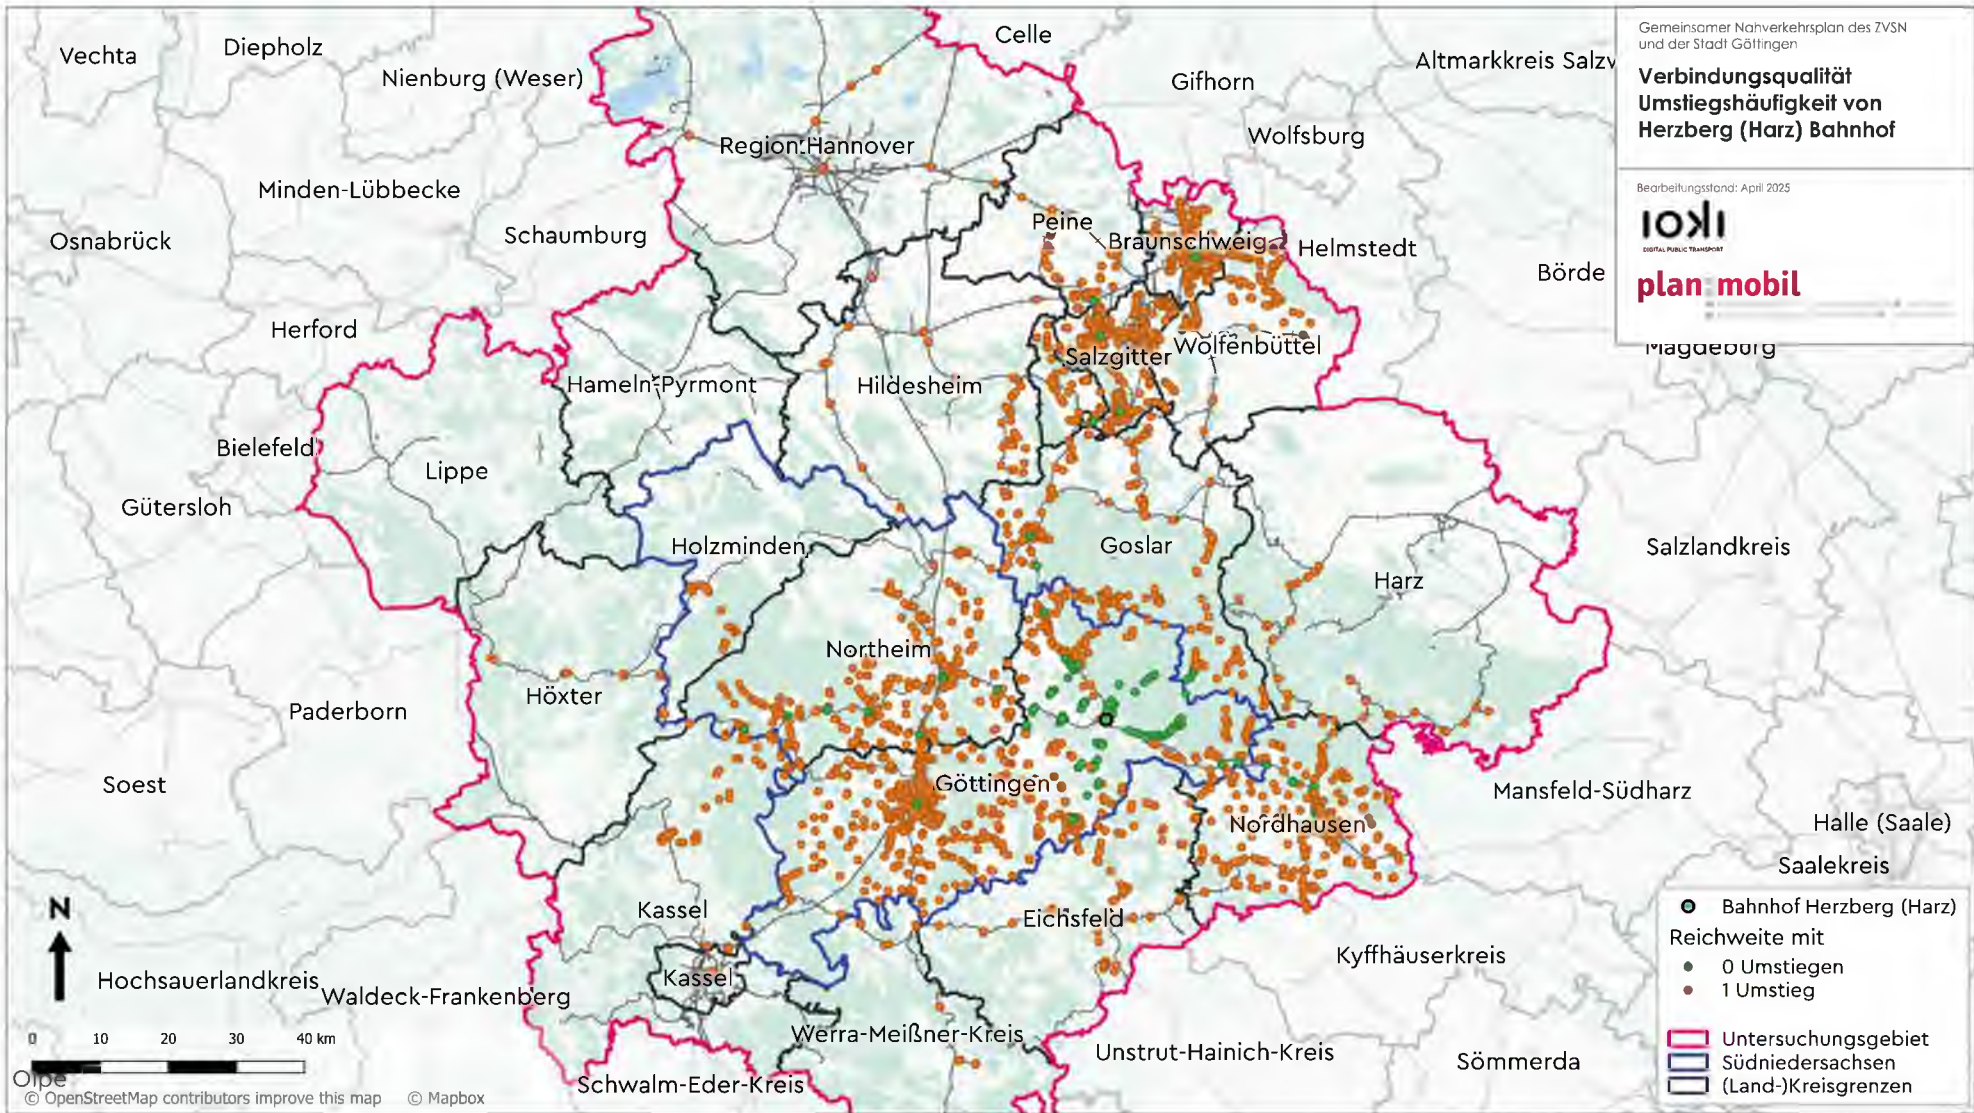 Gemeinsamer Nahverkehrsplan des ZVSN
und der Stadt Göttingen
Verbindungsqualität
Umstiegshäufigkeit von
Herzberg (Harz) Bahnhof
Bearbeitungsstand: April 2025
ioki
DIGITAL PUBLIC TRANSPORT
plan:mobil
Celle
Diepholz
Vechta
Altmarkkreis Salzw
Nienburg (Weser)
Gifhorn
Wolfsburg
Region Hannover
Minden-Lübbecke
Peine
Schaumburg
Osnabrück
Braunschweig
Helmstedt
Börde
Herford
Wolfenbüttel
Magdeburg
Salzgitter
Hameln-Pyrmont
Hildesheim
Bielefeld
Lippe
Gütersloh
Holzminden
Goslar
Salzlandkreis
Harz
Northeim
Höxter
Paderborn
Göttingen
Soest
Mansfeld-Südharz
Nordhausen
Halle (Saale)
Saalekreis
Kassel
Eichsfeld
Kyffhäuserkreis
Kassel
Hochsauerlandkreis
Waldeck-Frankenberg
Werra-Meißner-Kreis
Unstrut-Hainich-Kreis
Sömmerda
Schwalm-Eder-Kreis
Olpe
N
0 10 20 30 40 km
© OpenStreetMap contributors improve this map © Mapbox
Bahnhof Herzberg (Harz)
Reichweite mit
0 Umstiegen
1 Umstieg
Untersuchungsgebiet
Südniedersachsen
(Land-)Kreisgrenzen